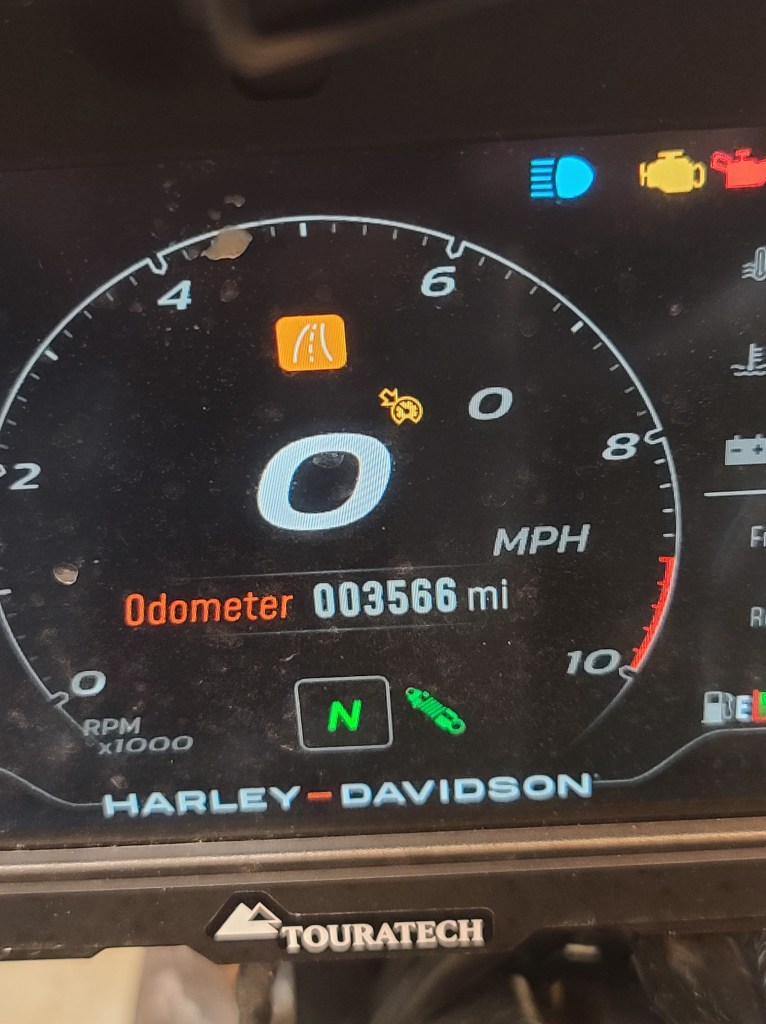 4
6
0
8
2
0
MPH
Odometer 003566 mi
10
0
N
E
RPM
x1000
HARLEY-DAVIDSON
TOURATECH